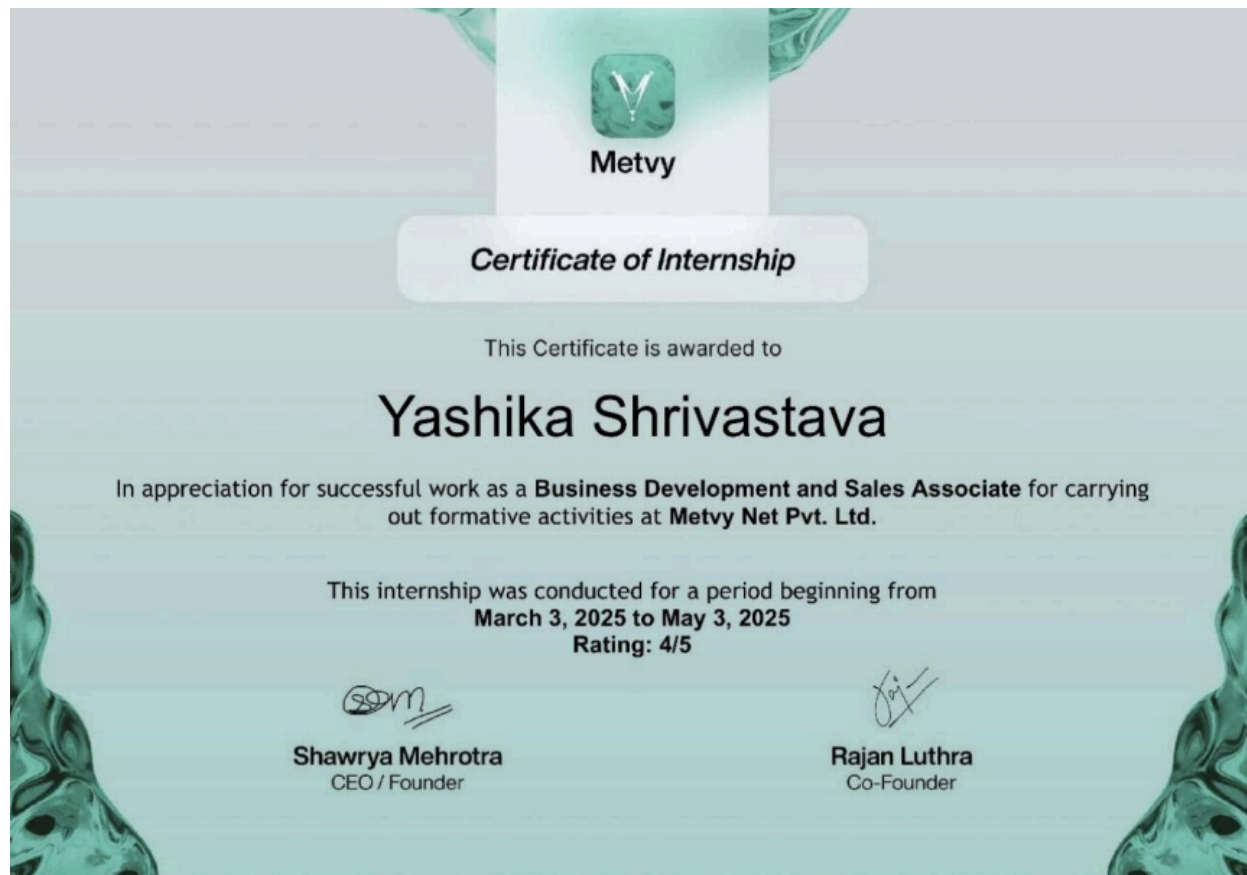 Metvy
Certificate of Internship
This Certificate is awarded to
Yashika Shrivastava
In appreciation for successful work as a Business Development and Sales Associate for carrying
out formative activities at Metvy Net Pvt. Ltd.
This internship was conducted for a period beginning from
March 3, 2025 to May 3, 2025
Rating: 4/5
Shawrya Mehrotra
CEO / Founder
Rajan Luthra
Co-Founder